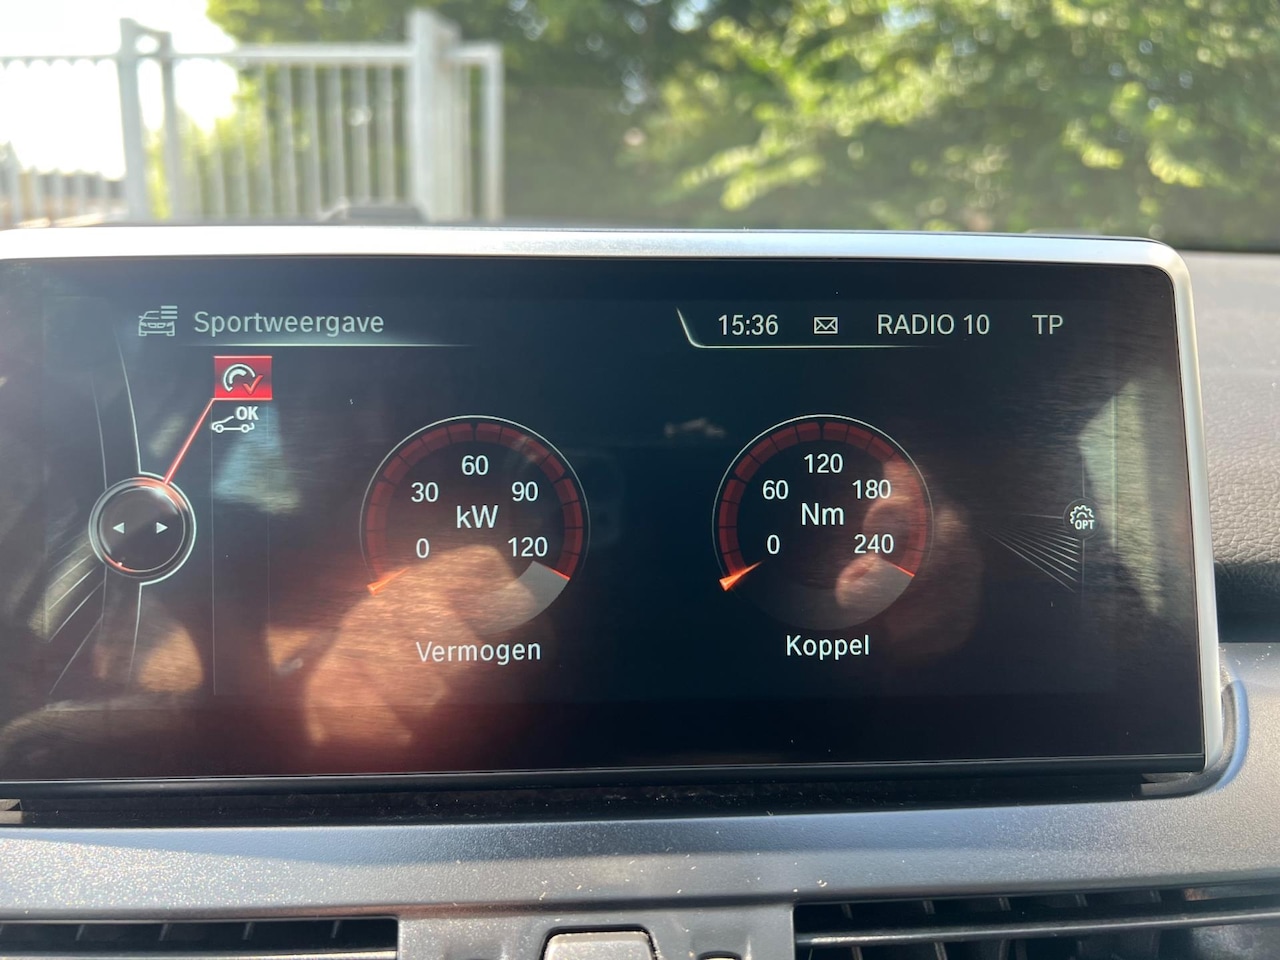 Sportweergave
15:36 RADIO 10 TP
OK
60
30 90
kW
0 120
Vermogen
120
60 180
Nm
0 240
Koppel
OPT